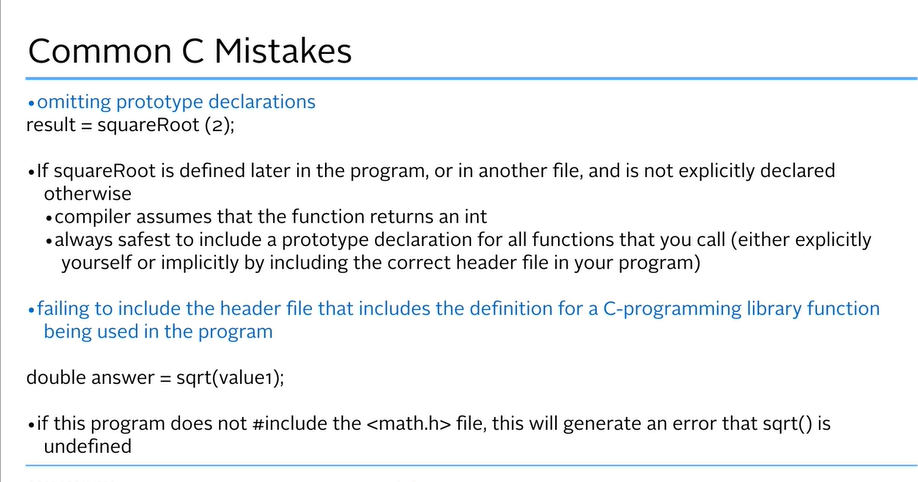 Common C Mistakes
•omitting prototype declarations
result = squareRoot (2);
•If squareRoot is defined later in the program, or in another file, and is not explicitly declared
otherwise
•compiler assumes that the function returns an int
•always safest to include a prototype declaration for all functions that you call (either explicitly
yourself or implicitly by including the correct header file in your program)
•failing to include the header file that includes the definition for a C-programming library function
being used in the program
double answer = sqrt(value1);
•if this program does not #include the <math.h> file, this will generate an error that sqrt() is
undefined